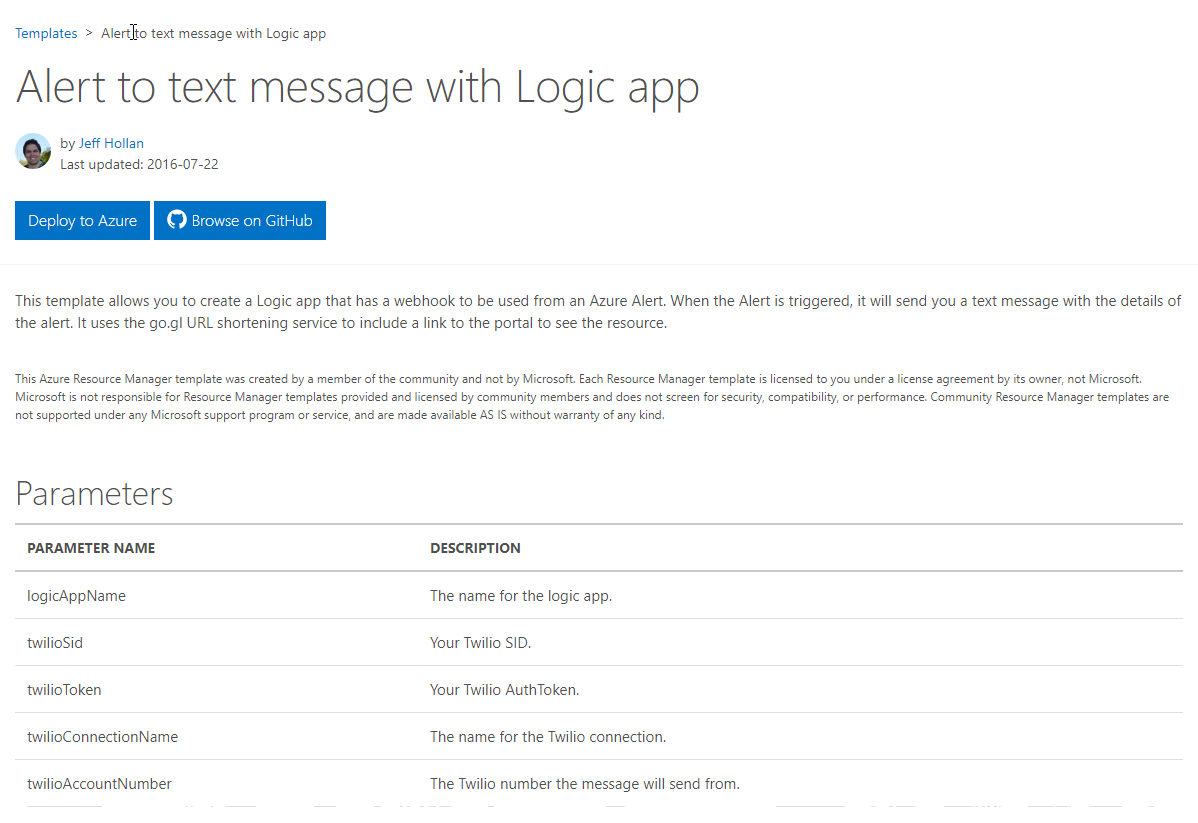 Templates > Alert to text message with Logic app
Alert to text message with Logic app
by Jeff Hollan
Last updated: 2016-07-22
Deploy to Azure
Browse on GitHub
This template allows you to create a Logic app that has a webhook to be used from an Azure Alert. When the Alert is triggered, it will send you a text message with the details of
the alert. It uses the go.gl URL shortening service to include a link to the portal to see the resource.
This Azure Resource Manager template was created by a member of the community and not by Microsoft. Each Resource Manager template is licensed to you under a license agreement by its owner, not Microsoft.
Microsoft is not responsible for Resource Manager templates provided and licensed by community members and does not screen for security, compatibility, or performance. Community Resource Manager templates are
not supported under any Microsoft support program or service, and are made available AS IS without warranty of any kind.
Parameters
PARAMETER NAME DESCRIPTION
logicAppName The name for the logic app.
twilioSid Your Twilio SID.
twilioToken Your Twilio AuthToken.
twilioConnectionName The name for the Twilio connection.
twilioAccountNumber The Twilio number the message will send from.